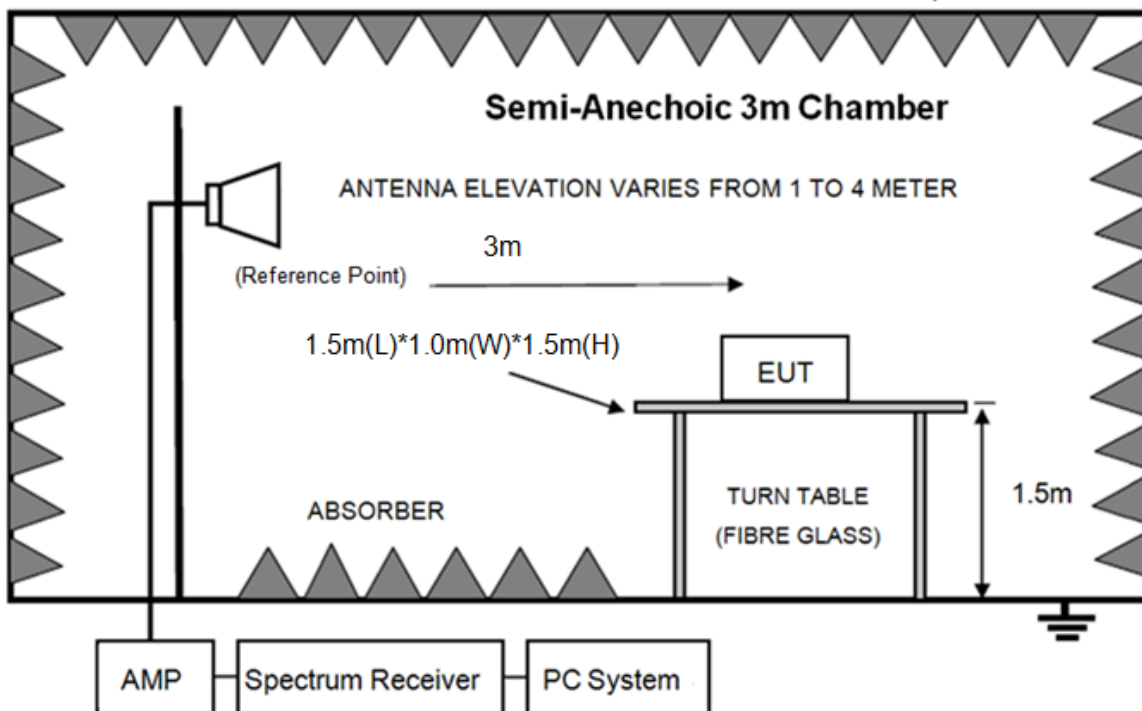 Semi-Anechoic 3m Chamber
ANTENNA ELEVATION VARIES FROM 1 TO 4 METER
3m
(Reference Point)
1.5m(L)*1.0m(W)*1.5m(H)
EUT
ABSORBER
TURN TABLE
(FIBRE GLASS)
1.5m
AMP
Spectrum Receiver
PC System